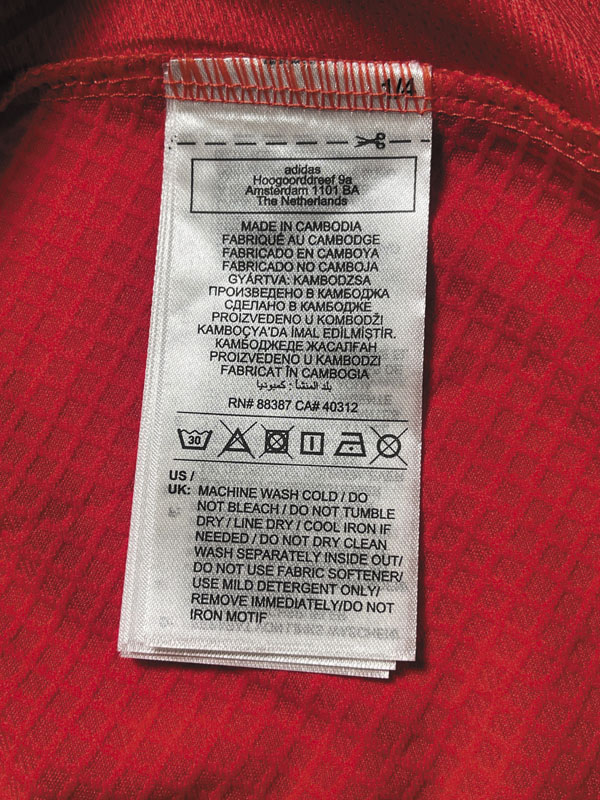 1/4
adidas
Hoogoorddreef 9a
Amsterdam 1101 BA
The Netherlands
MADE IN CAMBODIA
FABRIQUÉ AU CAMBODGE
FABRICADO EN CAMBOYA
FABRICADO NO CAMBOJA
GYÁRTVA: KAMBODZSA
ПРОИЗВЕДЕНО В КАМБОДЖА
СДЕЛАНО В КАМБОДЖЕ
PROIZVEDENO U KOMBODŽI
KAMBOÇYA'DA İMAL EDİLMİŞTİR.
КАМБОДЖЕДЕ ЖАСАЛҒАН
PROIZVEDENO U KAMBODZI
FABRICAT ÎN CAMBOGIA
بلد المنشأ : كمبوديا
RN# 88387 CA# 40312
30
US /
UK: MACHINE WASH COLD / DO
NOT BLEACH / DO NOT TUMBLE
DRY / LINE DRY / COOL IRON IF
NEEDED / DO NOT DRY CLEAN
WASH SEPARATELY INSIDE OUT/
DO NOT USE FABRIC SOFTENER/
USE MILD DETERGENT ONLY/
REMOVE IMMEDIATELY/DO NOT
IRON MOTIF